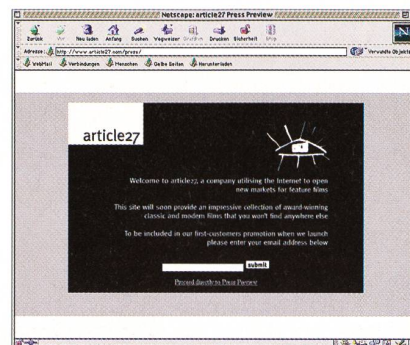 Netscape: article27 Press Preview
Zurück Vor Neu laden Anfang Suchen Wegweiser Drucken Sicherheit Stop
Adresse: http://www.article27.com/press/ Verwandte Objekte
WebMail Verbindungen Menschen Gelbe Seiten Herunterladen
article27
Welcome to article27, a company utilising the Internet to open
new markets for feature films
This site will soon provide an impressive collection of award-winning
classic and modern films that you won't find anywhere else
To be included in our first-customers promotion when we launch
please enter your email address below
submit
Proceed directly to Press Preview